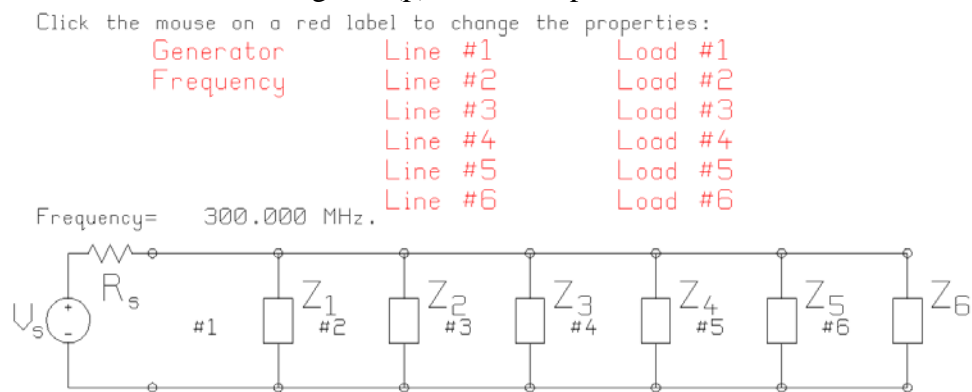 Click the mouse on a red label to change the properties:
Generator Line #1 Load #1
Frequency Line #2 Load #2
Line #3 Load #3
Line #4 Load #4
Line #5 Load #5
Line #6 Load #6
Frequency= 300.000 MHz.
Rs Z1 Z2 Z3 Z4 Z5 Z6
Vs + - #1 #2 #3 #4 #5 #6